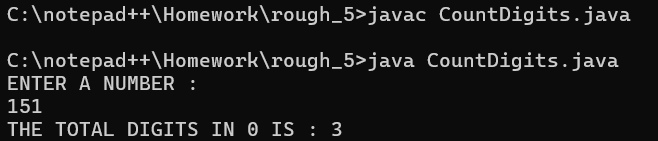 C:\notepad++\Homework\rough_5>javac CountDigits.java
C:\notepad++\Homework\rough_5>java CountDigits.java
ENTER A NUMBER :
151
THE TOTAL DIGITS IN 0 IS : 3